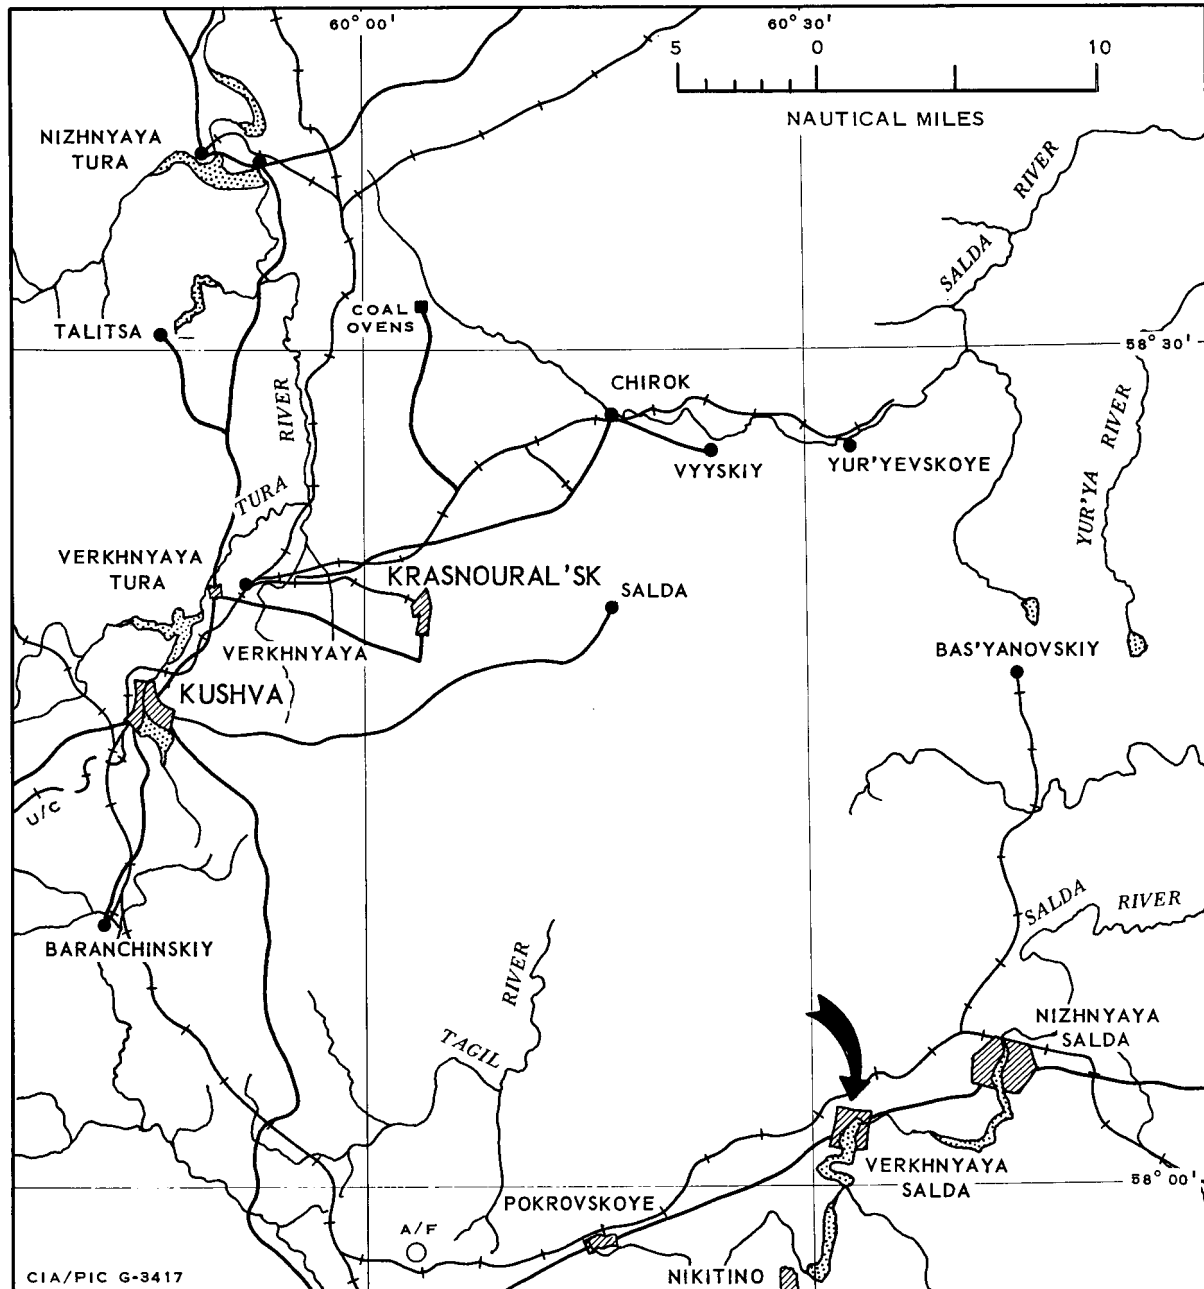 60°00'
60°30'
5 0 10
NAUTICAL MILES
NIZHNYAYA
TURA
SALDA RIVER
COAL
OVENS
TALITSA
58°30'
CHIROK
RIVER
TURA
VYYSKIY
YUR'YEVSKOYE
YUR'YA RIVER
VERKHNYAYA
TURA
KRASNOURAL'SK
SALDA
VERKHNYAYA
BAS'YANOVSKIY
KUSHVA
U/C
SALDA RIVER
BARANCHINSKIY
TAGIL RIVER
NIZHNYAYA
SALDA
VERKHNYAYA
SALDA
58°00'
POKROVSKOYE
A/F
NIKITINO
CIA/PIC G-3417